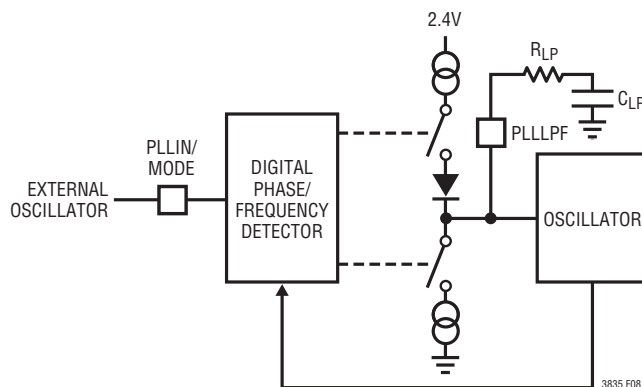 2.4V
RLP
CLP
PLLLPF
PLLIN/
MODE
DIGITAL
PHASE/
FREQUENCY
DETECTOR
EXTERNAL
OSCILLATOR
OSCILLATOR
3835 F08